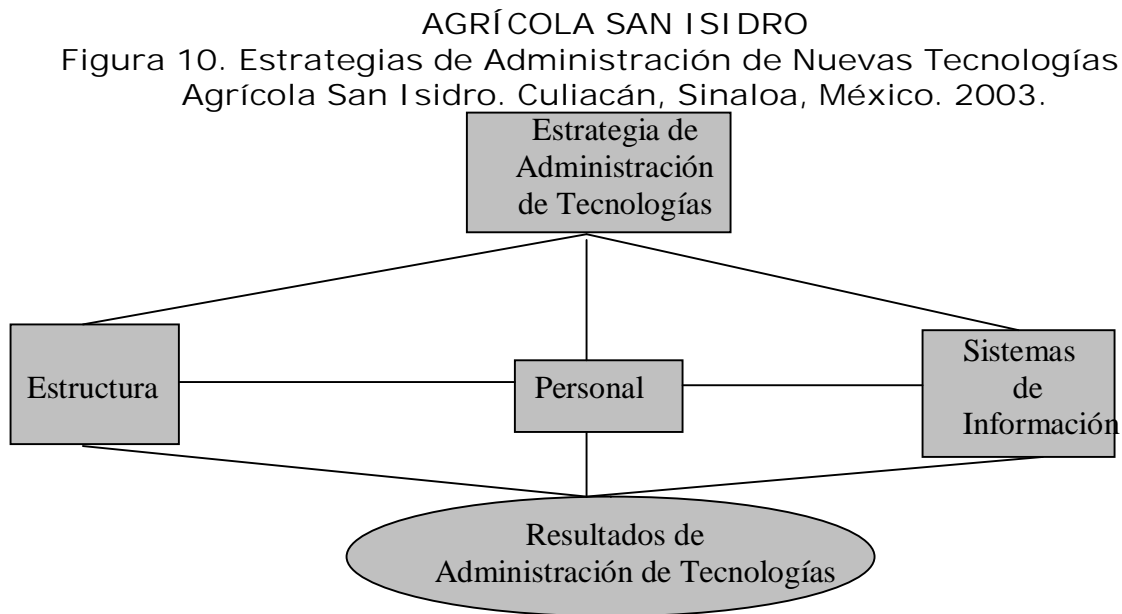 AGRÍCOLA SAN ISIDRO
Figura 10. Estrategias de Administración de Nuevas Tecnologías
Agrícola San Isidro. Culiacán, Sinaloa, México. 2003.
Estrategia de
Administración
de Tecnologías
Estructura
Personal
Sistemas
de
Información
Resultados de
Administración de Tecnologías